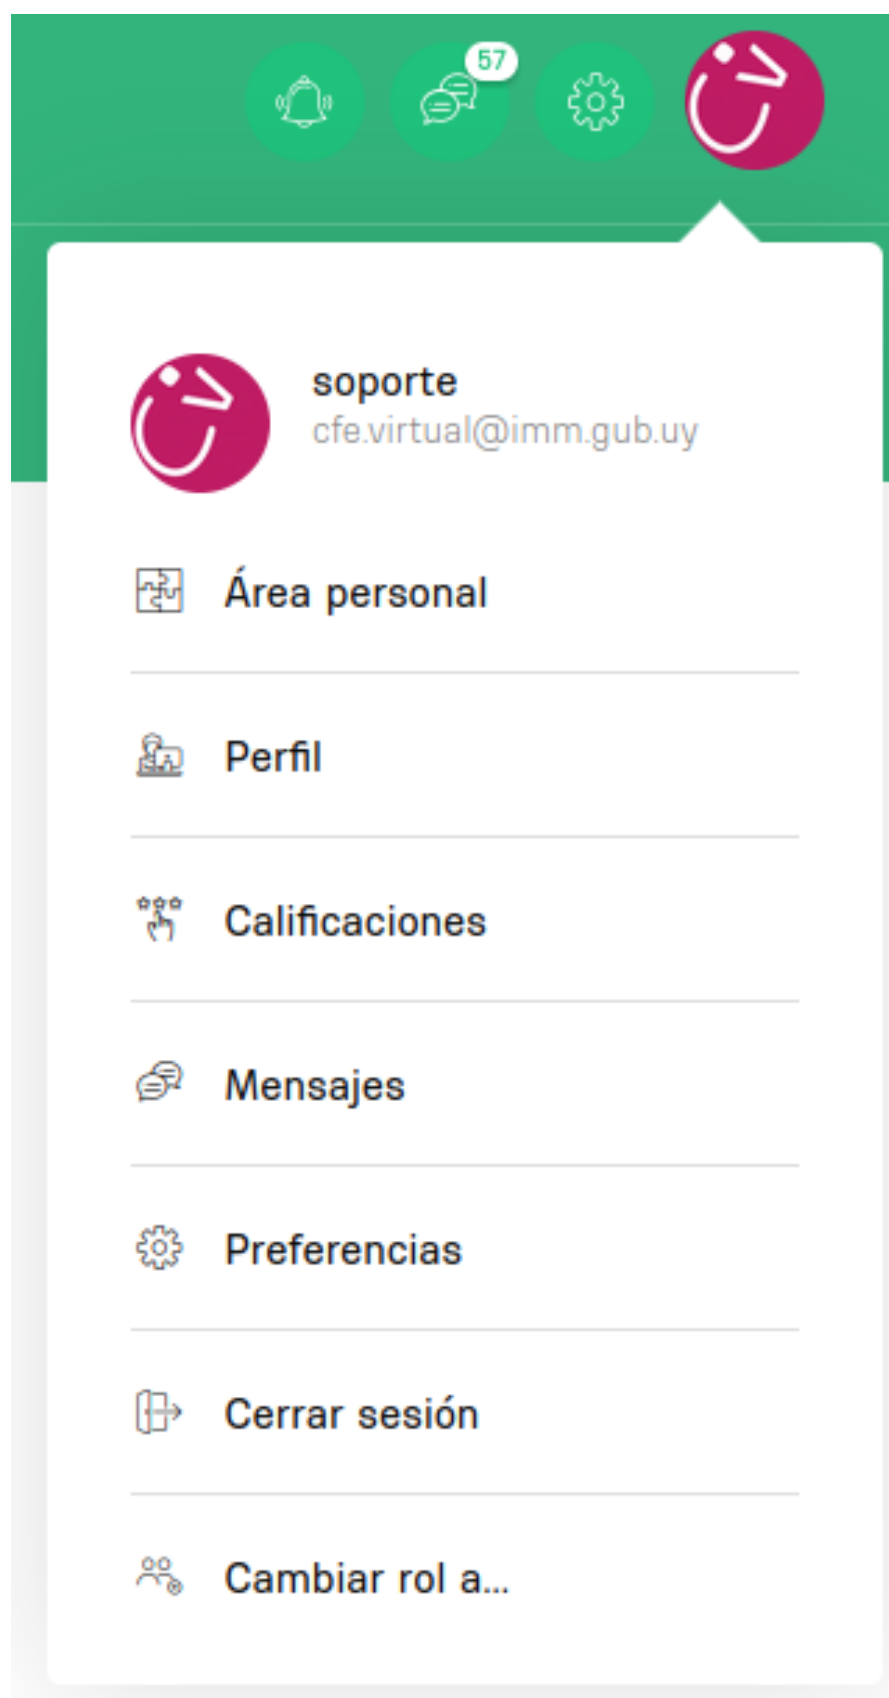 57
soporte
cfe.virtual@imm.gub.uy
Área personal
Perfil
Calificaciones
Mensajes
Preferencias
Cerrar sesión
Cambiar rol a...